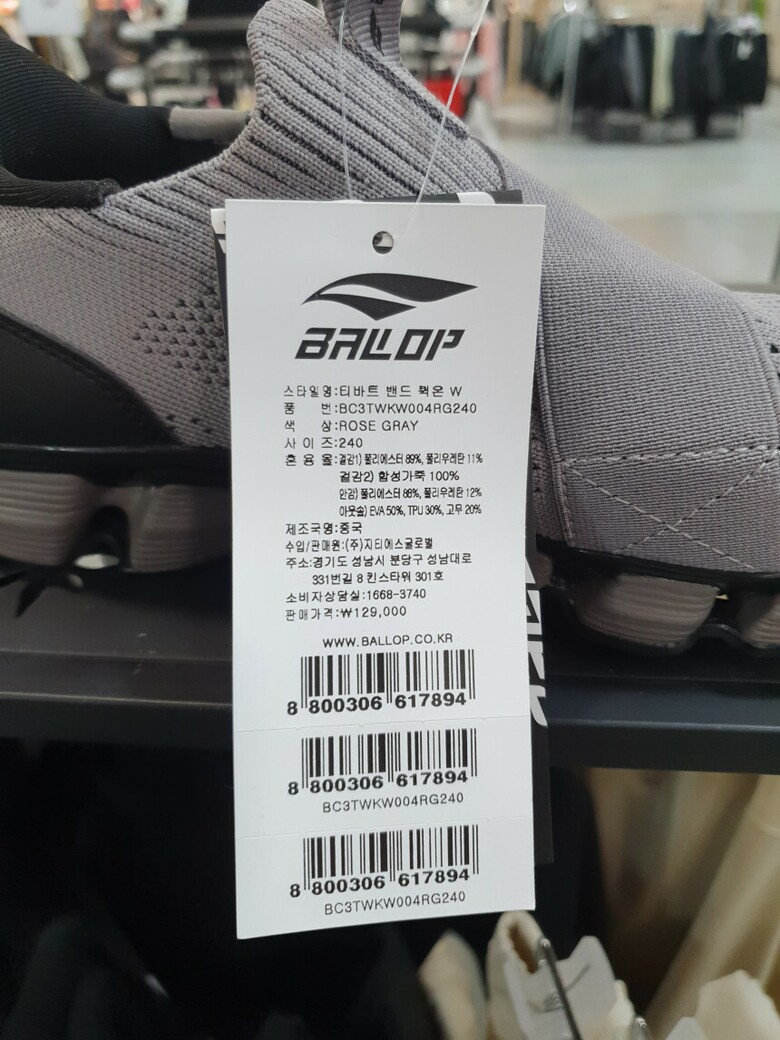 BALLOP
스타일명:티바트 밴드 퀵온 W
품 번:BC3TWKW004RG240
색 상:ROSE GRAY
사 이 즈:240
혼 용 율:겉감1) 폴리에스터 89%, 폴리우레탄 11%
겉감2) 합성가죽 100%
안감) 폴리에스터 88%, 폴리우레탄 12%
아웃솔) EVA 50%, TPU 30%, 고무 20%
제조국명:중국
수입/판매원:(주)지티에스글로벌
주소:경기도 성남시 분당구 성남대로
331번길 8 킨스타워 301호
소비자상담실:1668-3740
판매가격:₩129,000
WWW.BALLOP.CO.KR
8 800306 617894
8 800306 617894
BC3TWKW004RG240
8 800306 617894
BC3TWKW004RG240